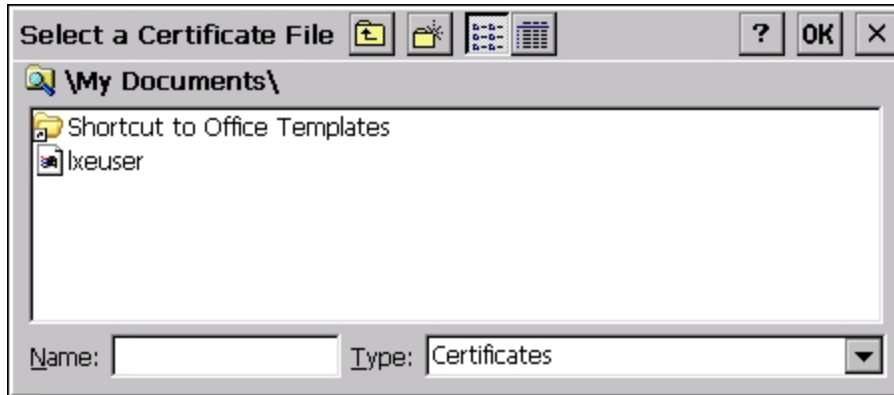 Select a Certificate File ? OK ×
\My Documents\
Shortcut to Office Templates
lxeuser
Name: Type: Certificates